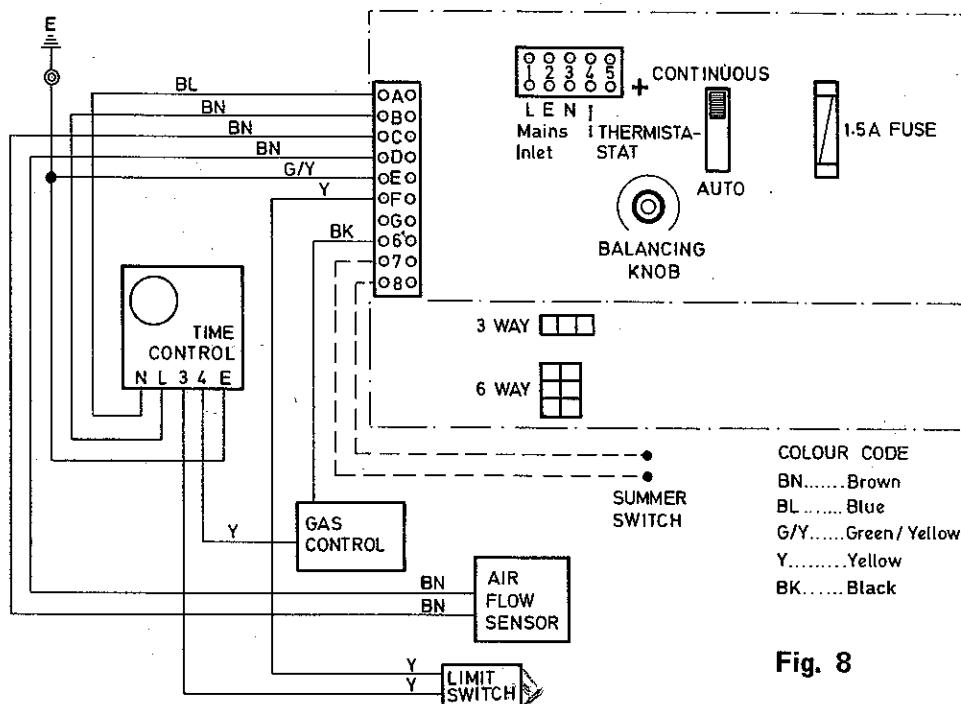 E
BL
BN
BN
BN
G/Y
Y
BK
A
B
C
D
E
F
G
6
7
8
1 2 3 4 5
+
L E N
Mains
Inlet
THERMISTA-
STAT
CONTINUOUS
AUTO
1.5A FUSE
BALANCING
KNOB
TIME
CONTROL
N L 3 4 E
3 WAY
6 WAY
SUMMER
SWITCH
GAS
CONTROL
Y
BN
BN
AIR
FLOW
SENSOR
Y
Y
LIMIT
SWITCH
COLOUR CODE
BN......Brown
BL......Blue
G/Y......Green/Yellow
Y.........Yellow
BK......Black
Fig. 8